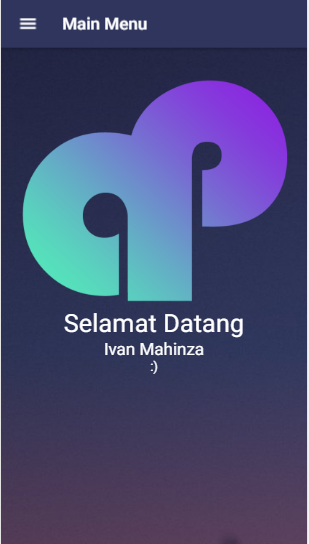 Main Menu
Selamat Datang
Ivan Mahinza
:)